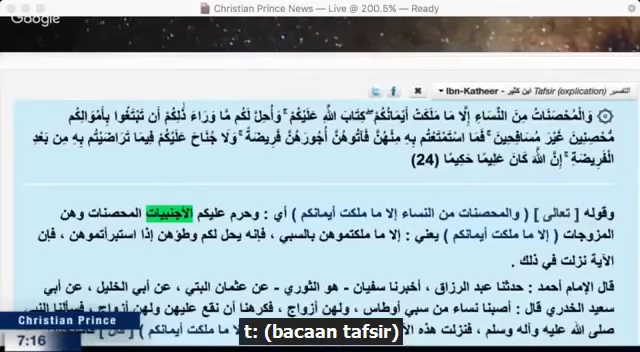 Christian Prince News — Live @ 200.5% — Ready
Google
Ibn-Katheer - Tafsir (explication) التفسير ابن كثير
۞ وَالْمُحْصَنَاتُ مِنَ النِّسَاءِ إِلَّا مَا مَلَكَتْ أَيْمَانُكُمْ ۖ كِتَابَ اللَّهِ عَلَيْكُمْ ۚ وَأُحِلَّ لَكُم مَّا وَرَاءَ ذَٰلِكُمْ أَن تَبْتَغُوا بِأَمْوَالِكُم
مُّحْصِنِينَ غَيْرَ مُسَافِحِينَ ۚ فَمَا اسْتَمْتَعْتُم بِهِ مِنْهُنَّ فَآتُوهُنَّ أُجُورَهُنَّ فَرِيضَةً ۚ وَلَا جُنَاحَ عَلَيْكُمْ فِيمَا تَرَاضَيْتُم بِهِ مِن بَعْدِ
الْفَرِيضَةِ ۚ إِنَّ اللَّهَ كَانَ عَلِيمًا حَكِيمًا (24)
وقوله [ تعالى ] ( والمحصنات من النساء إلا ما ملكت أيمانكم ) أي : وحرم عليكم الأجنبيات المحصنات وهن
المزوجات ( إلا ما ملكت أيمانكم ) يعني : إلا ما ملكتموهن بالسبي ، فإنه يحل لكم وطؤهن إذا استبرأتموهن ، فإن
الآية نزلت في ذلك .
قال الإمام أحمد : حدثنا عبد الرزاق ، أخبرنا سفيان - هو الثوري - عن عثمان البتي ، عن أبي الخليل ، عن أبي
سعيد الخدري قال : أصبنا نساء من سبي أوطاس ، ولهن أزواج ، فكرهنا أن نقع عليهن ولهن أزواج ، فسألنا النبي
صلى الله عليه وآله وسلم ، فنزلت هذه
ملكت أيمانكم ) [ قال
Christian Prince
7:16
t: (bacaan tafsir)